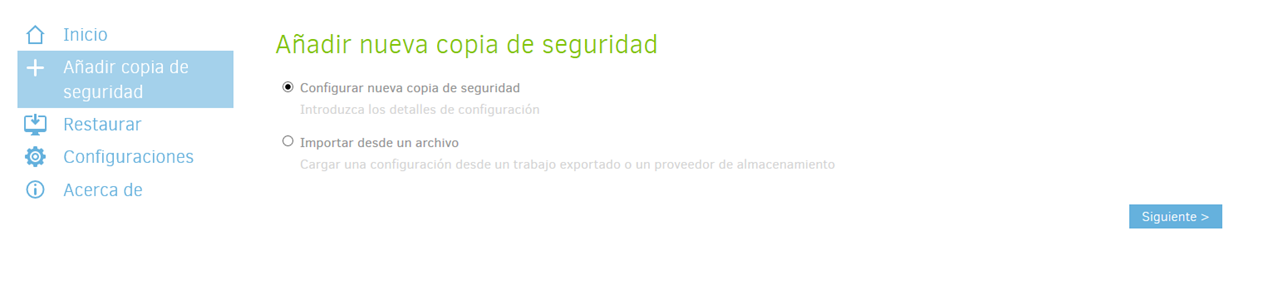 Inicio
Añadir copia de
seguridad
Restaurar
Configuraciones
Acerca de
Añadir nueva copia de seguridad
Configurar nueva copia de seguridad
Introduzca los detalles de configuración
Importar desde un archivo
Cargar una configuración desde un trabajo exportado o un proveedor de almacenamiento
Siguiente >